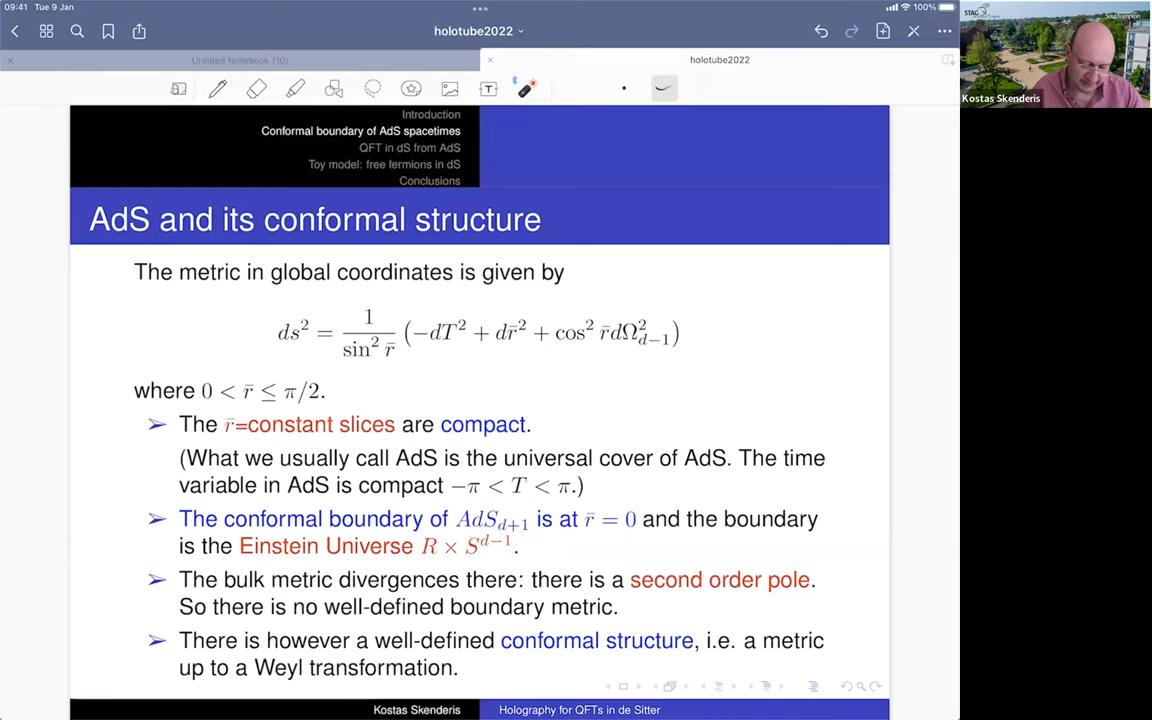 09:41 Tue 9 Jan
100%
holotube2022
Untitled Notebook (10)
holotube2022
T
STAG
Southampton
Kostas Skenderis
Introduction
Conformal boundary of AdS spacetimes
QFT in dS from AdS
Toy model: free fermions in dS
Conclusions
AdS and its conformal structure
The metric in global coordinates is given by
ds² = 1/sin² r̄ (−dT² + dr̄² + cos² r̄dΩ²_{d−1})
where 0 < r̄ ≤ π/2.
➢ The r̄=constant slices are compact.
(What we usually call AdS is the universal cover of AdS. The time
variable in AdS is compact −π < T < π.)
➢ The conformal boundary of AdS_{d+1} is at r̄ = 0 and the boundary
is the Einstein Universe R × S^{d−1}.
➢ The bulk metric divergences there: there is a second order pole.
So there is no well-defined boundary metric.
➢ There is however a well-defined conformal structure, i.e. a metric
up to a Weyl transformation.
Kostas Skenderis
Holography for QFTs in de Sitter